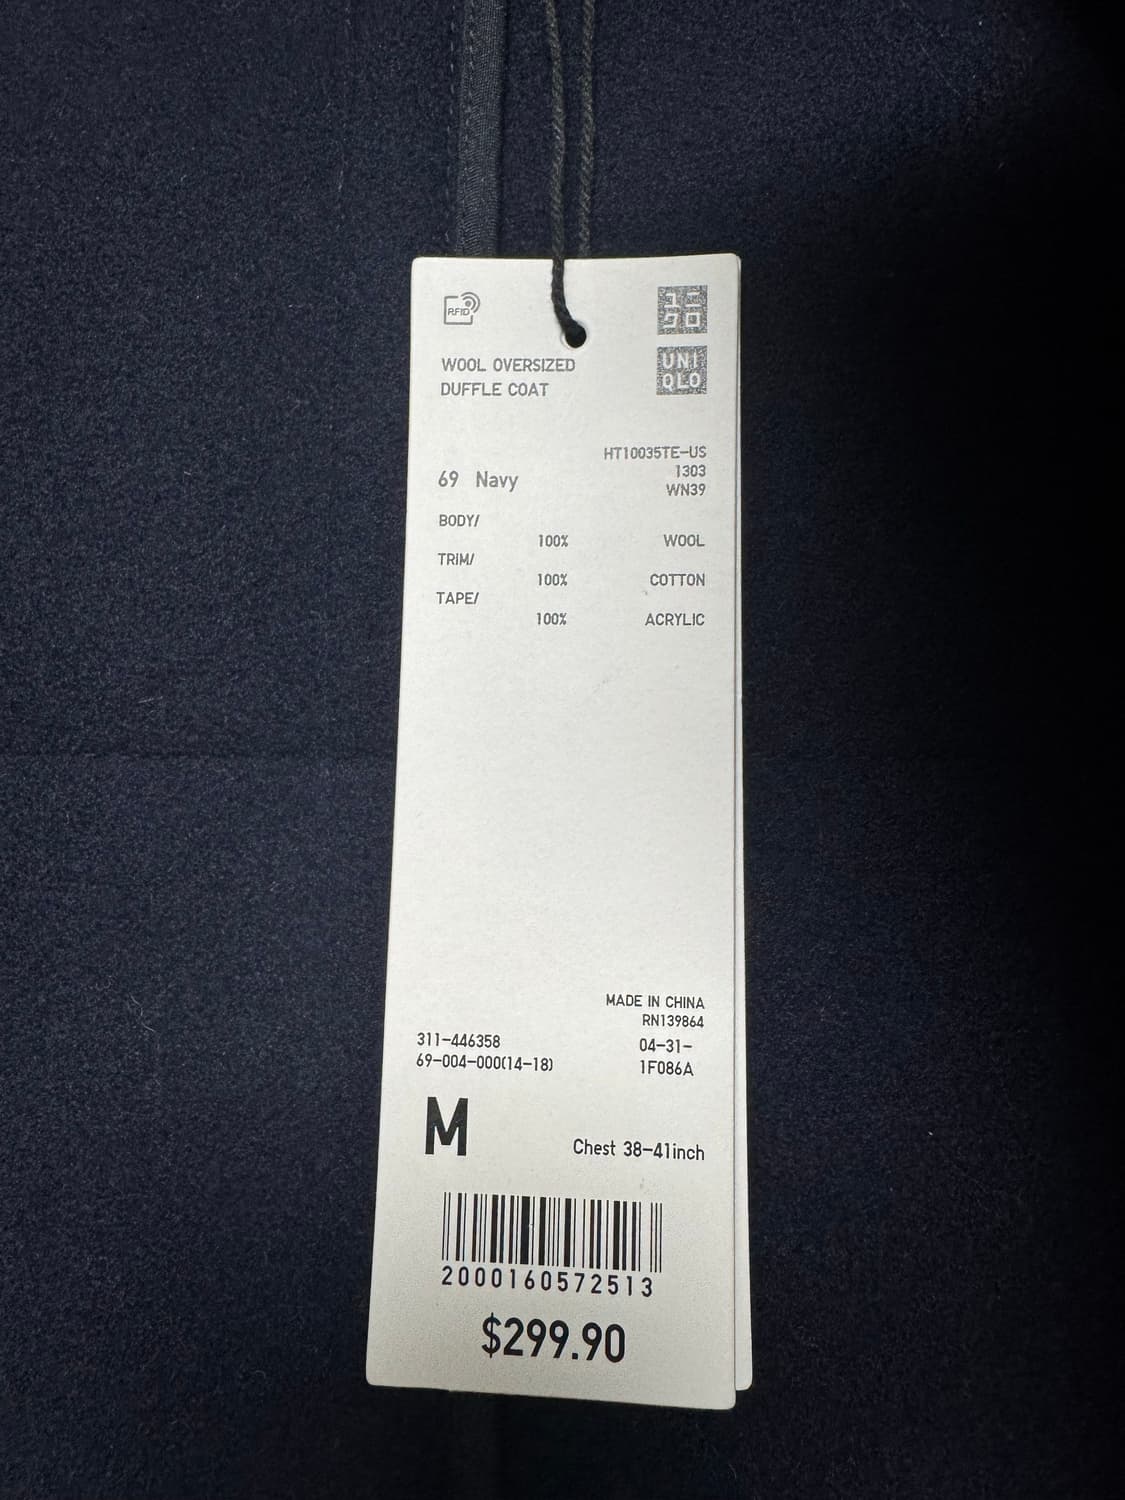 RFID
ユニ
クロ
WOOL OVERSIZED
DUFFLE COAT
UNI
QLO
HT10035TE-US
1303
69 Navy
WN39
BODY/
100% WOOL
TRIM/
100% COTTON
TAPE/
100% ACRYLIC
MADE IN CHINA
RN139864
311-446358
69-004-000(14-18)
04-31-
1F086A
M
Chest 38-41inch
2000160572513
$299.90